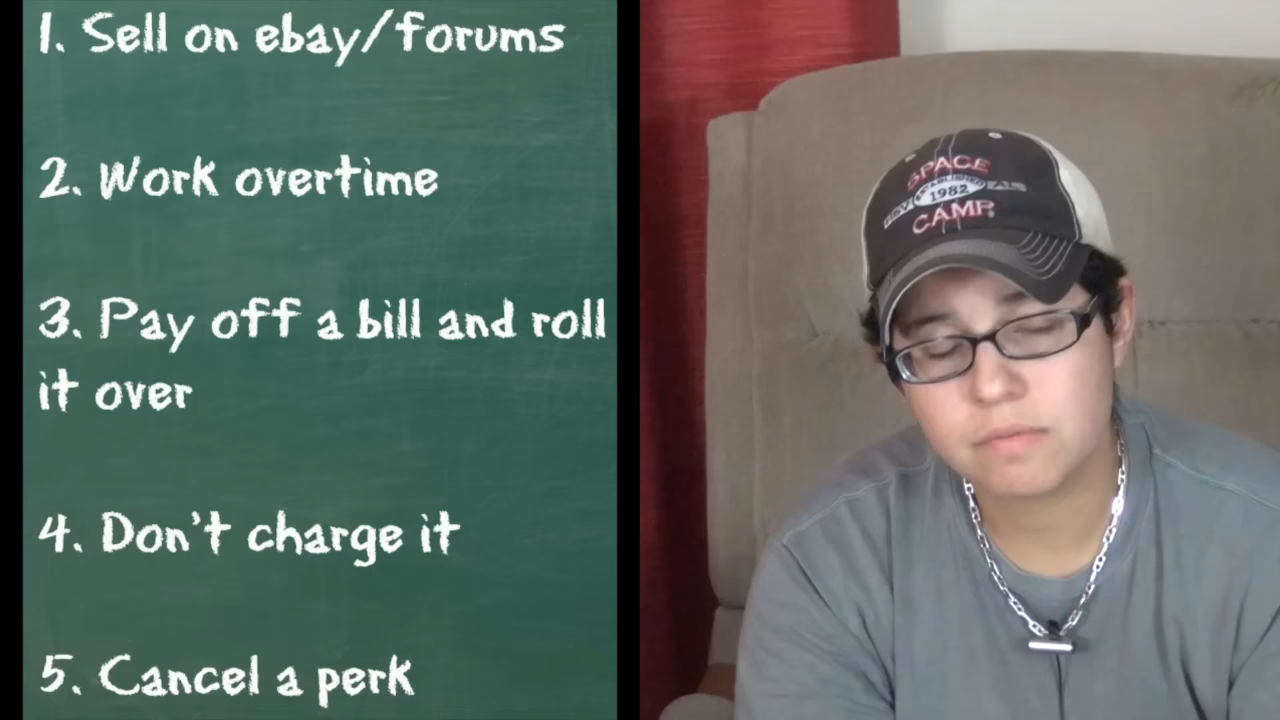 1. Sell on ebay/forums
2. Work overtime
3. Pay off a bill and roll
it over
4. Don't charge it
5. Cancel a perk
SPACE
ESTABLISHED
1982
CAMP